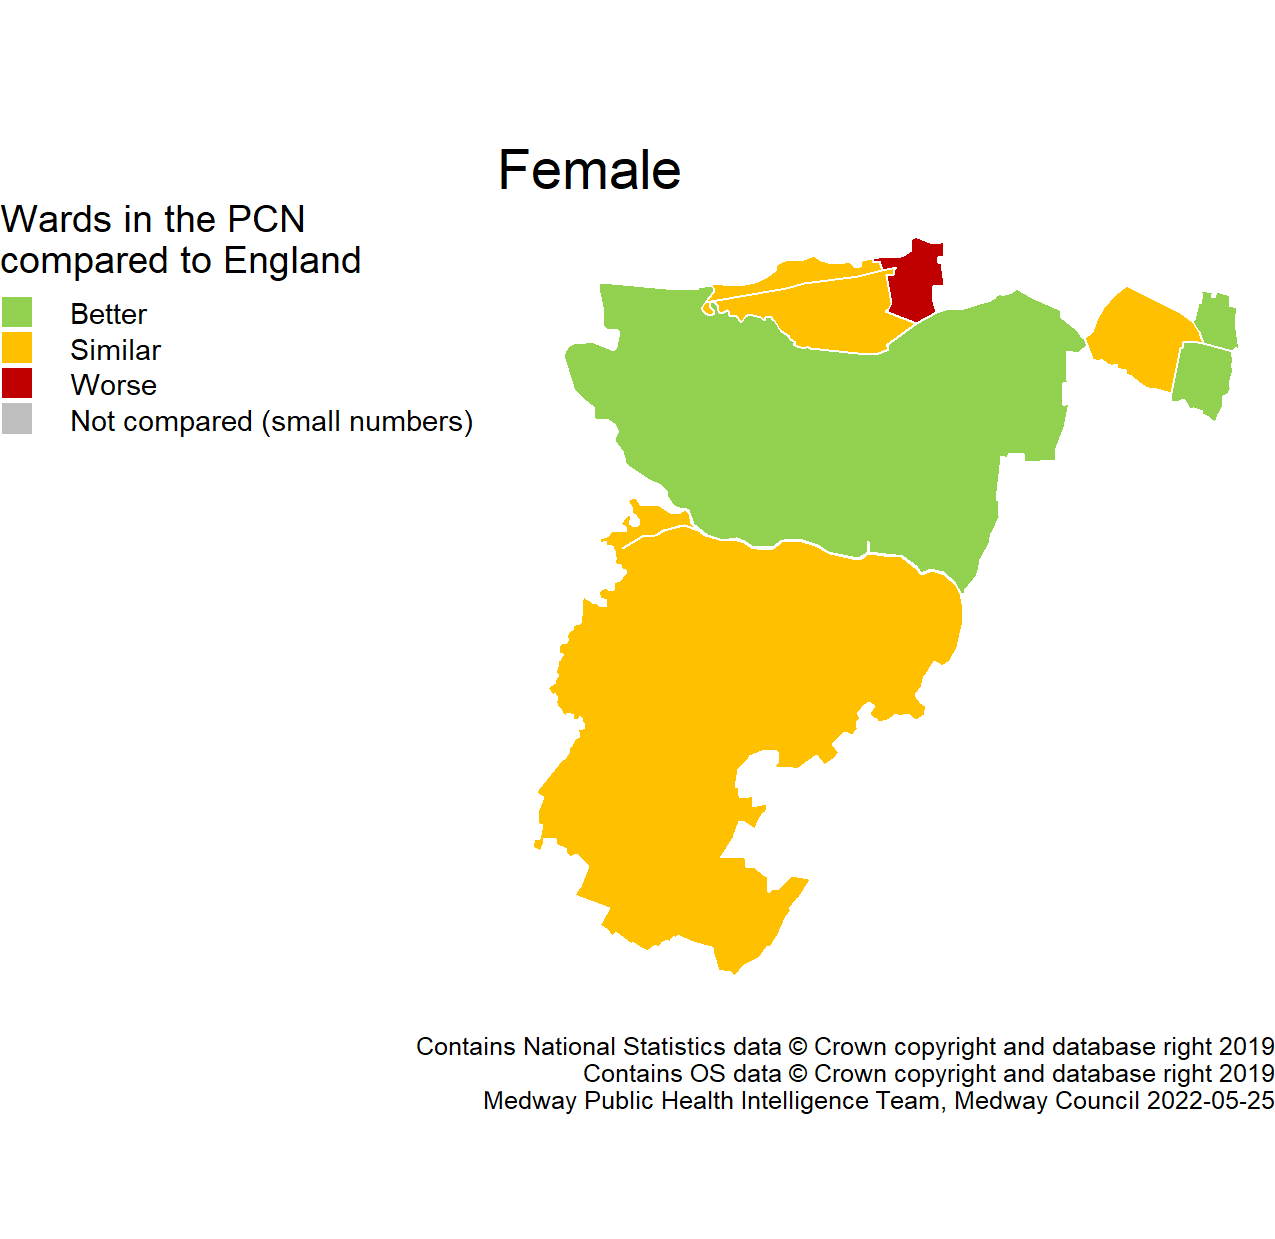 Female
Wards in the PCN
compared to England
Better
Similar
Worse
Not compared (small numbers)
Contains National Statistics data © Crown copyright and database right 2019
Contains OS data © Crown copyright and database right 2019
Medway Public Health Intelligence Team, Medway Council 2022-05-25